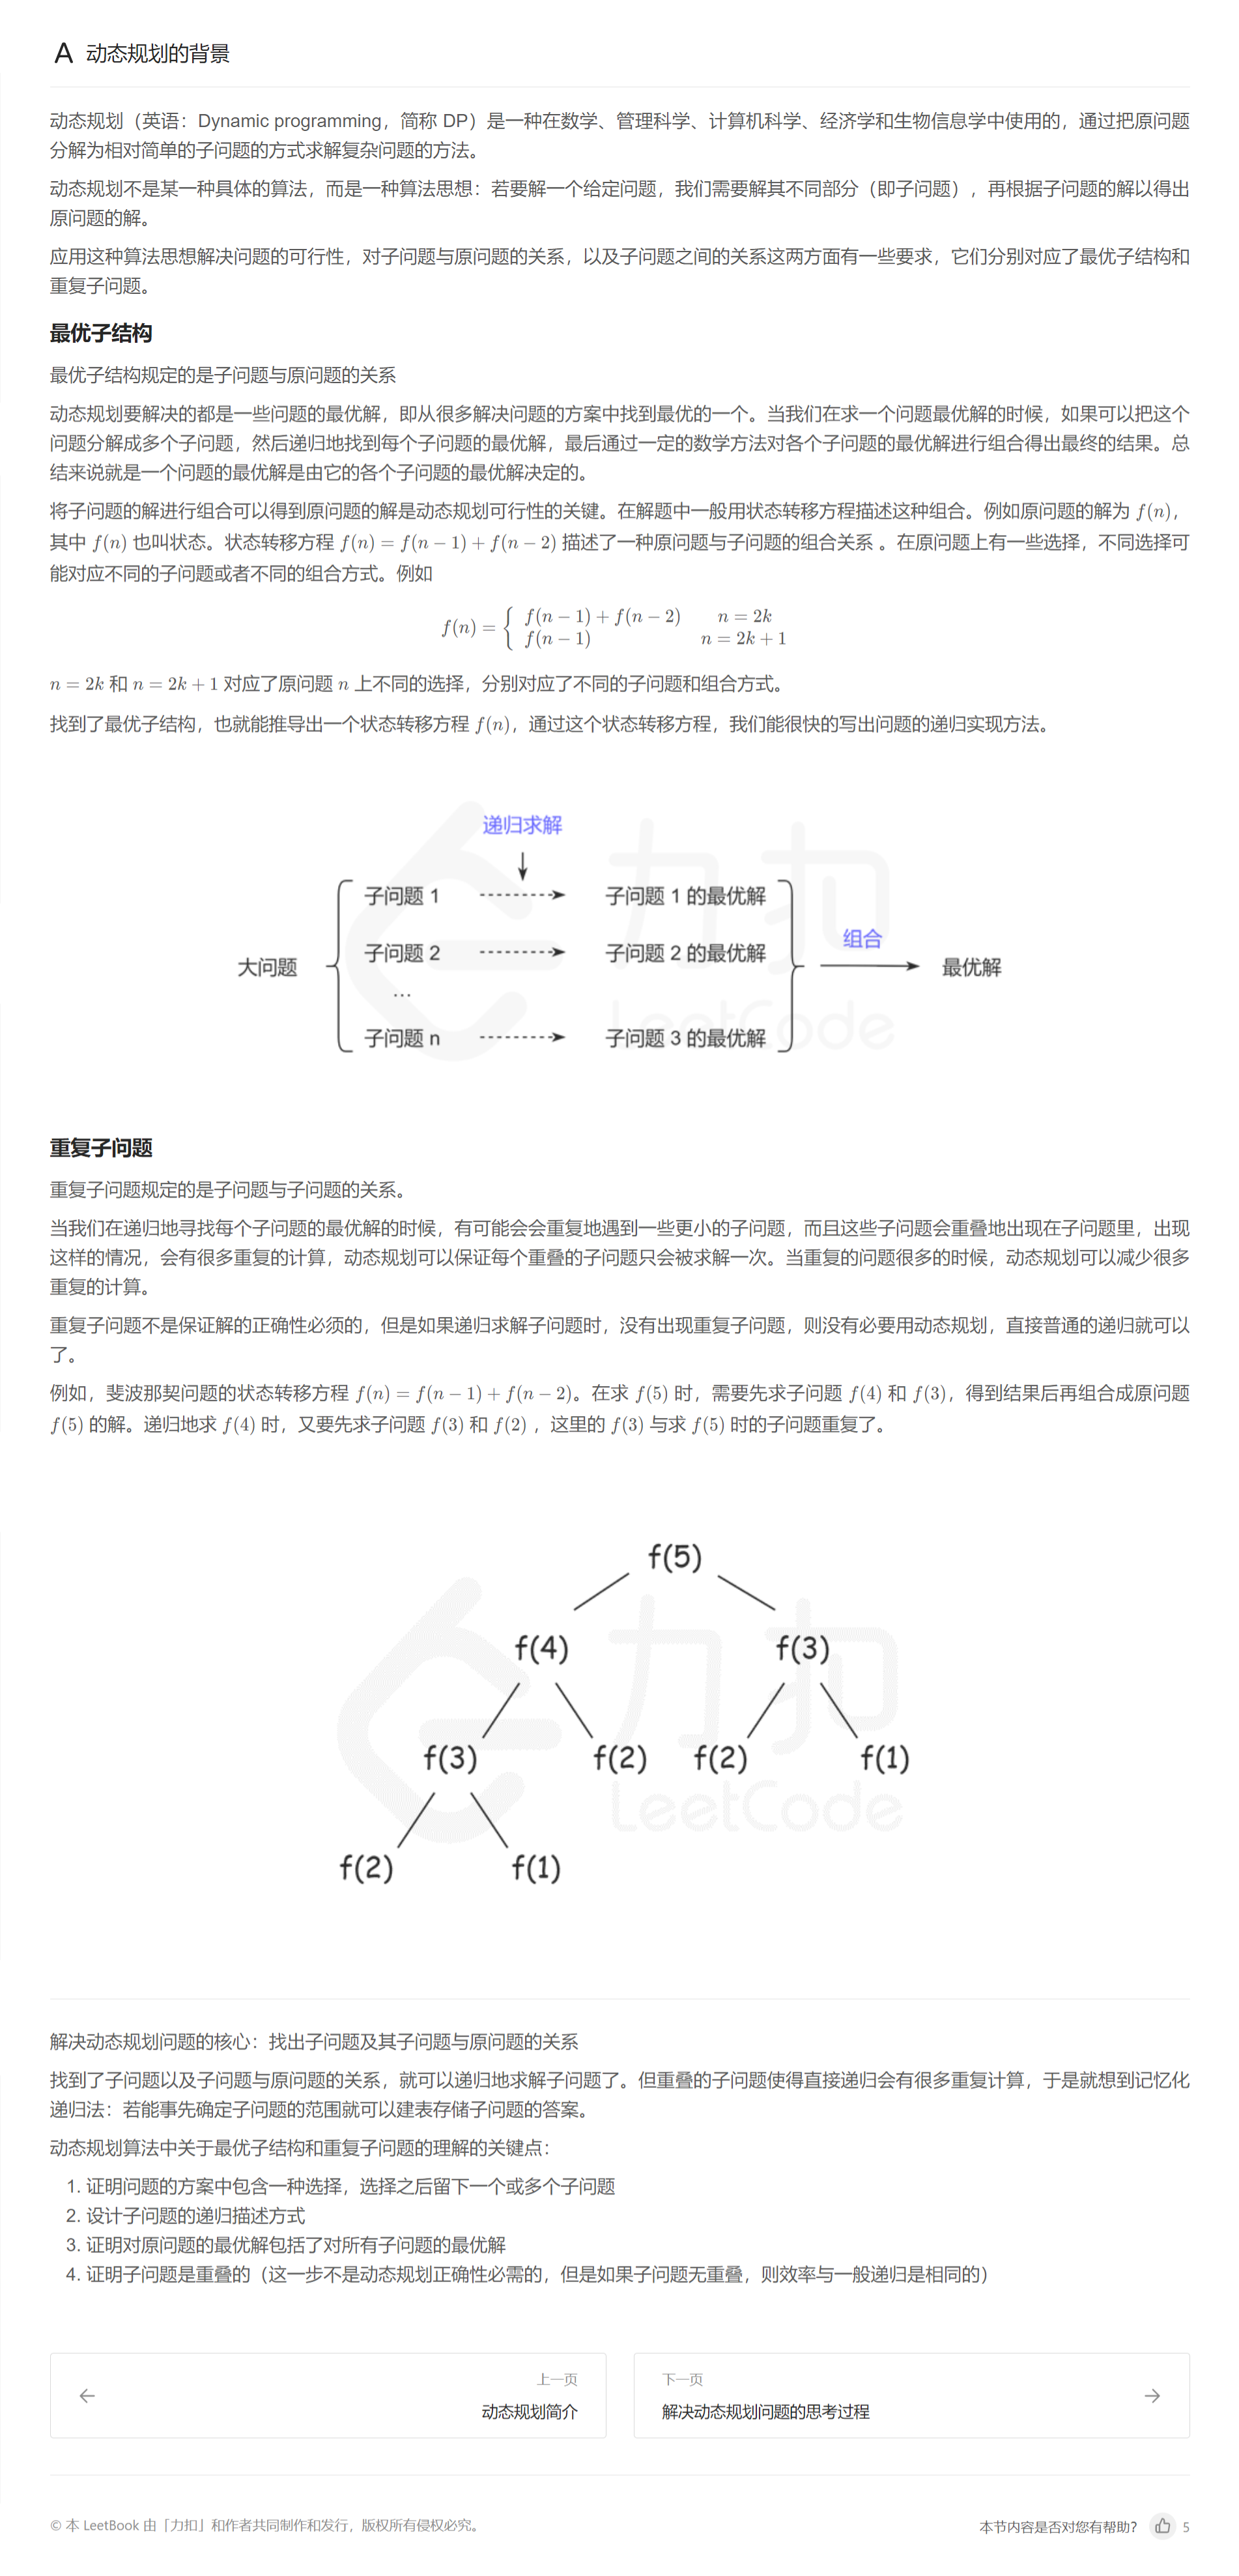 A 动态规划的背景
动态规划（英语：Dynamic programming，简称 DP）是一种在数学、管理科学、计算机科学、经济学和生物信息学中使用的，通过把原问题
分解为相对简单的子问题的方式求解复杂问题的方法。
动态规划不是某一种具体的算法，而是一种算法思想：若要解一个给定问题，我们需要解其不同部分（即子问题），再根据子问题的解以得出
原问题的解。
应用这种算法思想解决问题的可行性，对子问题与原问题的关系，以及子问题之间的关系这两方面有一些要求，它们分别对应了最优子结构和
重复子问题。
最优子结构
最优子结构规定的是子问题与原问题的关系
动态规划要解决的都是一些问题的最优解，即从很多解决问题的方案中找到最优的一个。当我们在求一个问题最优解的时候，如果可以把这个
问题分解成多个子问题，然后递归地找到每个子问题的最优解，最后通过一定的数学方法对各个子问题的最优解进行组合得出最终的结果。总
结来说就是一个问题的最优解是由它的各个子问题的最优解决定的。
将子问题的解进行组合可以得到原问题的解是动态规划可行性的关键。在解题中一般用状态转移方程描述这种组合。例如原问题的解为 f(n)，
其中 f(n) 也叫状态。状态转移方程 f(n) = f(n − 1) + f(n − 2) 描述了一种原问题与子问题的组合关系 。在原问题上有一些选择，不同选择可
能对应不同的子问题或者不同的组合方式。例如
f(n) = { f(n − 1) + f(n − 2) n = 2k
f(n − 1) n = 2k + 1
n = 2k 和 n = 2k + 1 对应了原问题 n 上不同的选择，分别对应了不同的子问题和组合方式。
找到了最优子结构，也就能推导出一个状态转移方程 f(n)，通过这个状态转移方程，我们能很快的写出问题的递归实现方法。
递归求解
子问题 1 子问题 1 的最优解
子问题 2 子问题 2 的最优解
组合
大问题 最优解
...
子问题 n 子问题 3 的最优解
力扣
LeetCode
重复子问题
重复子问题规定的是子问题与子问题的关系。
当我们在递归地寻找每个子问题的最优解的时候，有可能会会重复地遇到一些更小的子问题，而且这些子问题会重叠地出现在子问题里，出现
这样的情况，会有很多重复的计算，动态规划可以保证每个重叠的子问题只会被求解一次。当重复的问题很多的时候，动态规划可以减少很多
重复的计算。
重复子问题不是保证解的正确性必须的，但是如果递归求解子问题时，没有出现重复子问题，则没有必要用动态规划，直接普通的递归就可以
了。
例如，斐波那契问题的状态转移方程 f(n) = f(n − 1) + f(n − 2)。在求 f(5) 时，需要先求子问题 f(4) 和 f(3)，得到结果后再组合成原问题
f(5) 的解。递归地求 f(4) 时，又要先求子问题 f(3) 和 f(2) ，这里的 f(3) 与求 f(5) 时的子问题重复了。
f(5)
f(4) f(3)
f(3) f(2) f(2) f(1)
f(2) f(1)
力扣
LeetCode
解决动态规划问题的核心：找出子问题及其子问题与原问题的关系
找到了子问题以及子问题与原问题的关系，就可以递归地求解子问题了。但重叠的子问题使得直接递归会有很多重复计算，于是就想到记忆化
递归法：若能事先确定子问题的范围就可以建表存储子问题的答案。
动态规划算法中关于最优子结构和重复子问题的理解的关键点：
1. 证明问题的方案中包含一种选择，选择之后留下一个或多个子问题
2. 设计子问题的递归描述方式
3. 证明对原问题的最优解包括了对所有子问题的最优解
4. 证明子问题是重叠的（这一步不是动态规划正确性必需的，但是如果子问题无重叠，则效率与一般递归是相同的）
← 上一页
动态规划简介
下一页 →
解决动态规划问题的思考过程
© 本 LeetBook 由「力扣」和作者共同制作和发行，版权所有侵权必究。
本节内容是否对您有帮助？ 5